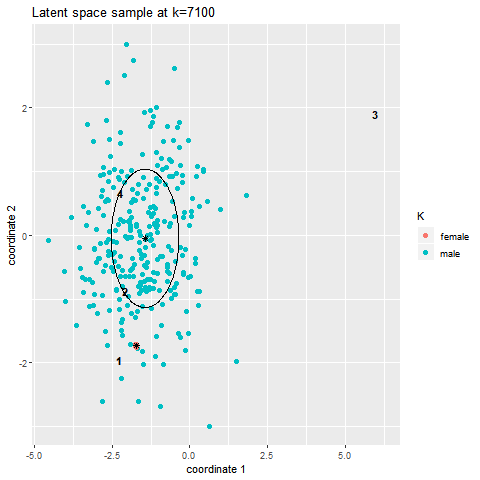 Latent space sample at k=7100
3
2
K
4
female
coordinate 2
0
male
2
-2
1
-5.0
-2.5
0.0
2.5
5.0
coordinate 1